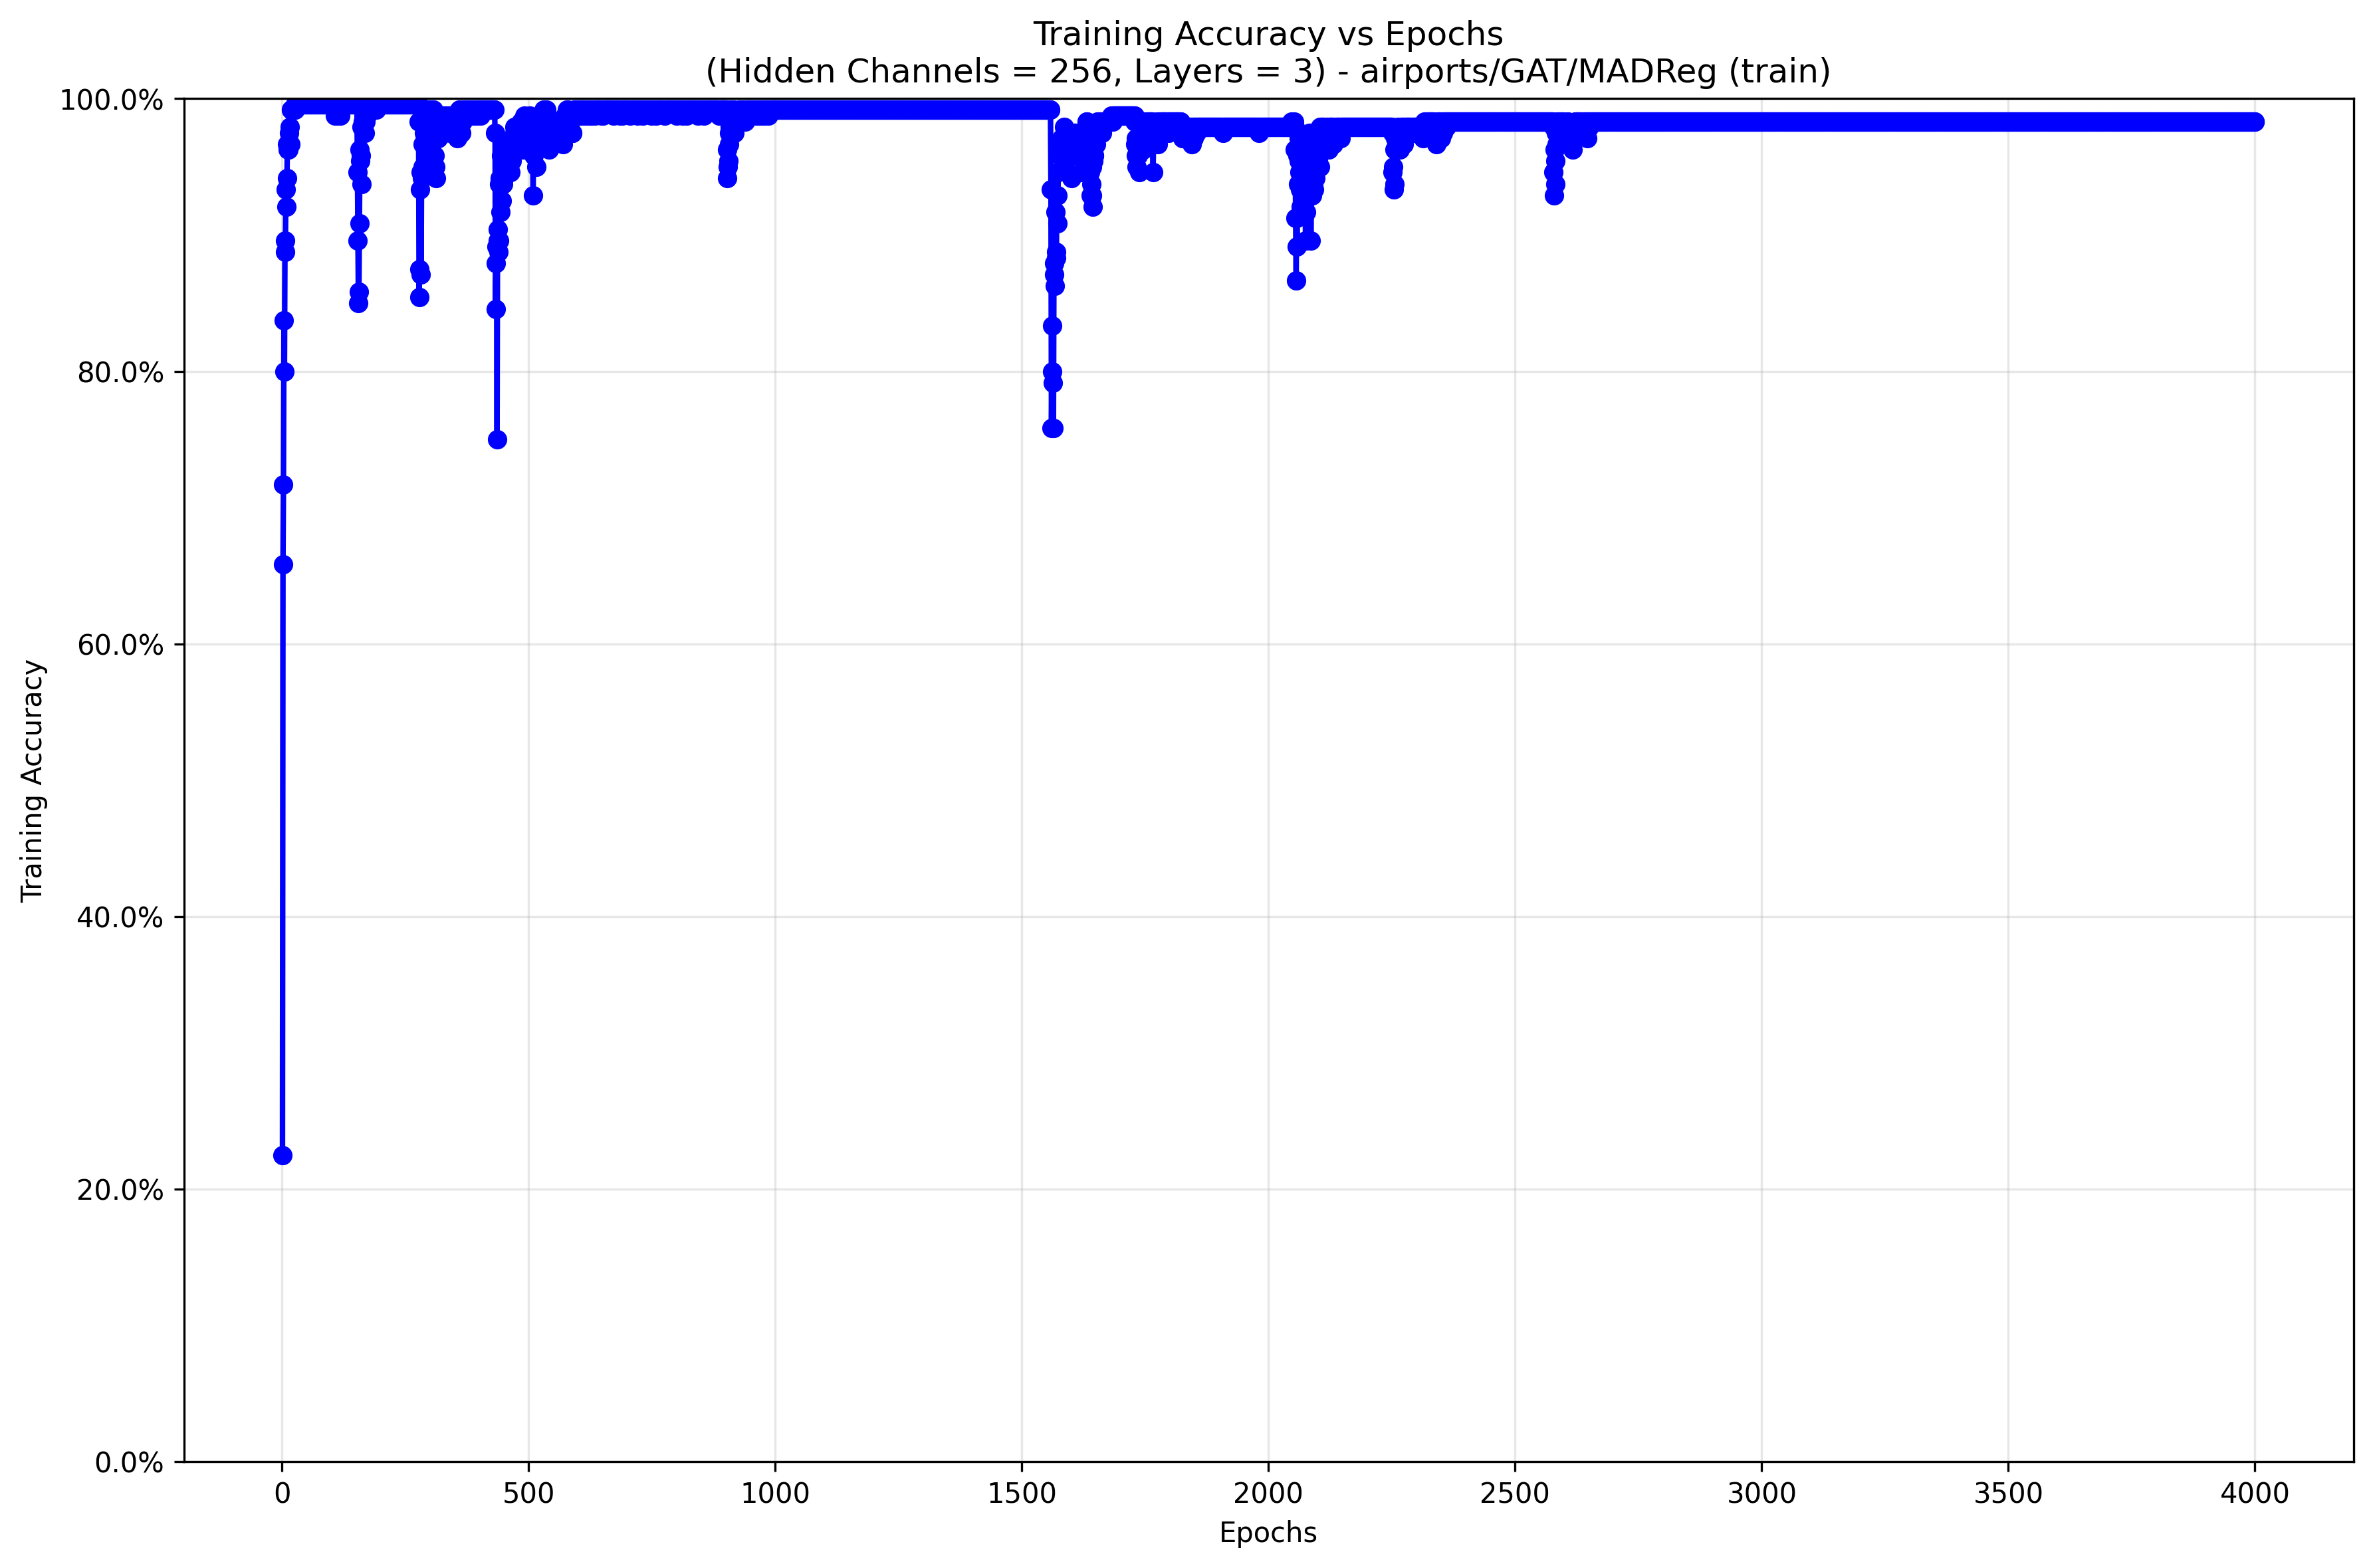 Training Accuracy vs Epochs
(Hidden Channels = 256, Layers = 3) - airports/GAT/MADReg (train)
100.0%
80.0%
60.0%
40.0%
20.0%
0.0%
Training Accuracy
0 500 1000 1500 2000 2500 3000 3500 4000
Epochs